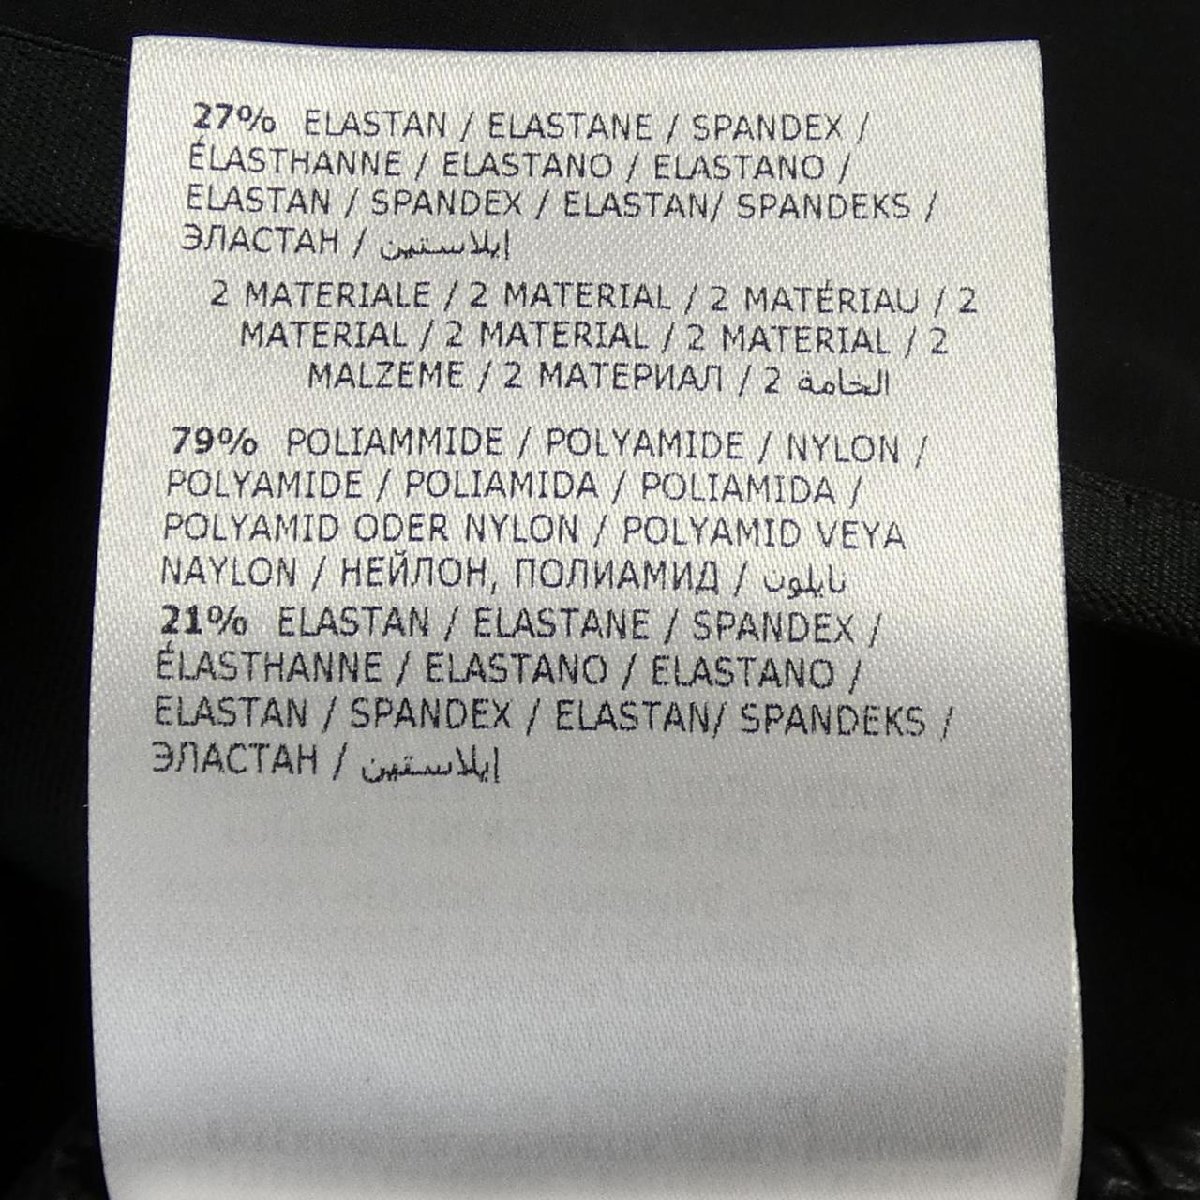 27% ELASTAN / ELASTANE / SPANDEX /
ÉLASTHANNE / ELASTANO / ELASTANO /
ELASTAN / SPANDEX / ELASTAN/ SPANDEKS /
ЭЛАСТАН / إيلاستين
2 MATERIALE / 2 MATERIAL / 2 MATÉRIAU / 2
MATERIAL / 2 MATERIAL / 2 MATERIAL / 2
MALZEME / 2 МАТЕРИАЛ / 2 الخامة
79% POLIAMMIDE / POLYAMIDE / NYLON /
POLYAMIDE / POLIAMIDA / POLIAMIDA /
POLYAMID ODER NYLON / POLYAMID VEYA
NAYLON / НЕЙЛОН, ПОЛИАМИД / نايلون
21% ELASTAN / ELASTANE / SPANDEX /
ÉLASTHANNE / ELASTANO / ELASTANO /
ELASTAN / SPANDEX / ELASTAN/ SPANDEKS /
ЭЛАСТАН / إيلاستين